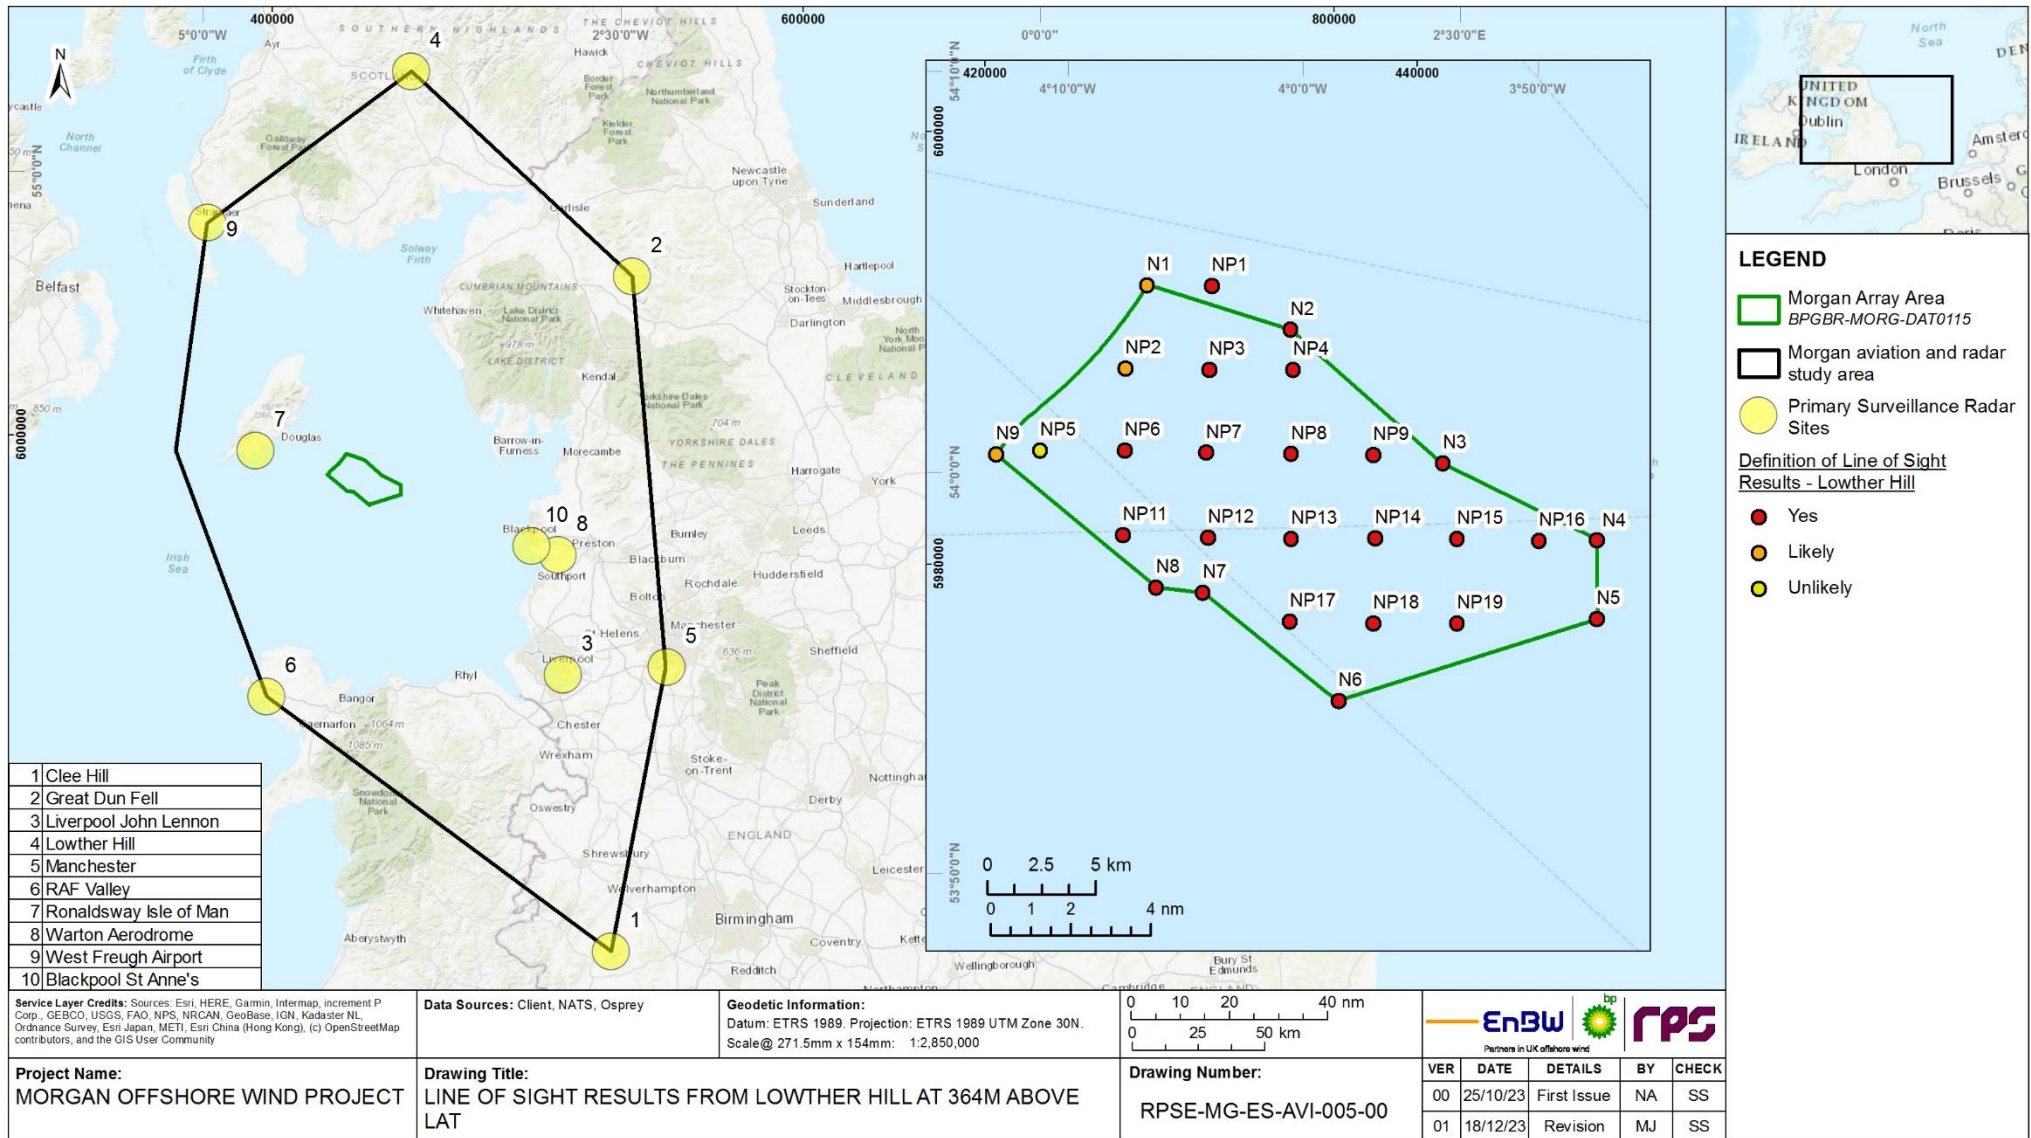 400000
600000
800000
5°0'0"W
2°30'0"W
0°0'0"
2°30'0"E
N
Ayr
SOUTHERN HIGHLANDS
THE CHEVIOT HILLS
4
Hawick
CHEVIOT HILLS
Firth
of Clyde
Border
Forest
Park
Northumberland
National Park
North
Channel
Galloway
Forest Park
Kielder
Forest
Park
55°0'0"N
Newcastle
upon Tyne
Sunderland
Carlisle
9
Solway
Firth
2
Hartlepool
Belfast
CUMBRIAN MOUNTAINS
Stockton-
on-Tees
Middlesbrough
Whitehaven
Lake District
National Park
Darlington
978 m
LAKE DISTRICT
North
York Moo
National P
Kendal
CLEVELAND
850 m
Yorkshire Dales
National Park
6000000
7
Douglas
704 m
Barrow-in-
Furness
Morecambe
YORKSHIRE DALES
THE PENNINES
Harrogate
York
10
8
Blackpool
Preston
Burnley
Leeds
Irish
Sea
Southport
Blackburn
Rochdale
Huddersfield
Bolton
Manchester
St Helens
3
5
636 m
Sheffield
Liverpool
6
Rhyl
Bangor
Peak
District
National
Park
Caernarfon
1064 m
Chester
1085 m
Wrexham
Stoke-
on-Trent
Nottingha
Snowdon
National
Park
Derby
Oswestry
ENGLAND
Shrewsbury
Leicester
Wolverhampton
1
Birmingham
Aberystwyth
Coventry
Kette
Redditch
Wellingborough
Bury St
Edmunds
Northampton
Cambridge
1 Clee Hill
2 Great Dun Fell
3 Liverpool John Lennon
4 Lowther Hill
5 Manchester
6 RAF Valley
7 Ronaldsway Isle of Man
8 Warton Aerodrome
9 West Freugh Airport
10 Blackpool St Anne's
420000
440000
4°10'0"W
4°0'0"W
3°50'0"W
54°10'0"N
6000000
54°0'0"N
5980000
53°50'0"N
N1
NP1
N2
NP2
NP3
NP4
N9
NP5
NP6
NP7
NP8
NP9
N3
NP11
NP12
NP13
NP14
NP15
NP16
N4
N8
N7
NP17
NP18
NP19
N5
N6
0 2.5 5 km
0 1 2 4 nm
North
Sea
UNITED
KINGDOM
Dublin
IRELAND
Amsterd
London
Brussels
Paris
LEGEND
Morgan Array Area
BPGBR-MORG-DAT0115
Morgan aviation and radar
study area
Primary Surveillance Radar
Sites
Definition of Line of Sight
Results - Lowther Hill
Yes
Likely
Unlikely
Service Layer Credits: Sources: Esri, HERE, Garmin, Intermap, increment P
Corp., GEBCO, USGS, FAO, NPS, NRCAN, GeoBase, IGN, Kadaster NL,
Ordnance Survey, Esri Japan, METI, Esri China (Hong Kong), (c) OpenStreetMap
contributors, and the GIS User Community
Data Sources: Client, NATS, Osprey
Geodetic Information:
Datum: ETRS 1989. Projection: ETRS 1989 UTM Zone 30N.
Scale@ 271.5mm x 154mm: 1:2,850,000
0 10 20 40 nm
0 25 50 km
EnBW
bp
rps
Partners in UK offshore wind
Project Name:
MORGAN OFFSHORE WIND PROJECT
Drawing Title:
LINE OF SIGHT RESULTS FROM LOWTHER HILL AT 364M ABOVE
LAT
Drawing Number:
RPSE-MG-ES-AVI-005-00
VER DATE DETAILS BY CHECK
00 25/10/23 First Issue NA SS
01 18/12/23 Revision MJ SS